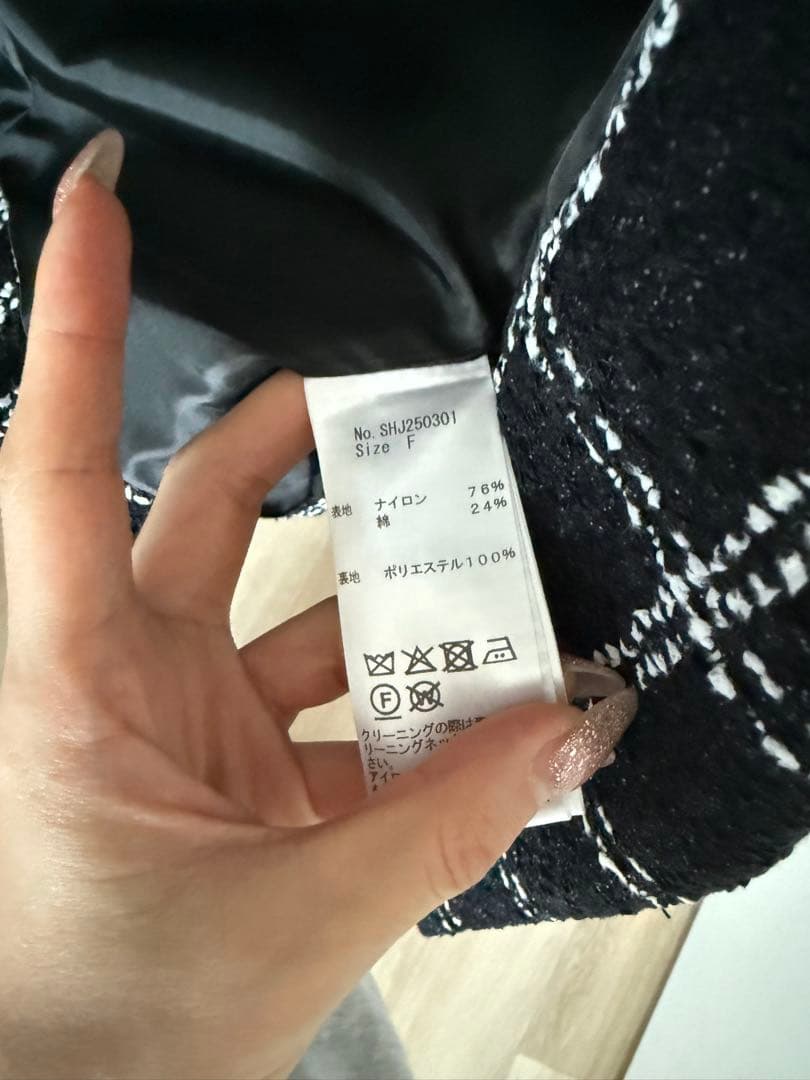 No. SHJ250301
Size F
表地 ナイロン 76%
綿 24%
裏地 ポリエステル100%
F
W
クリーニングの際は
リーニングネッ
さい。
アイ